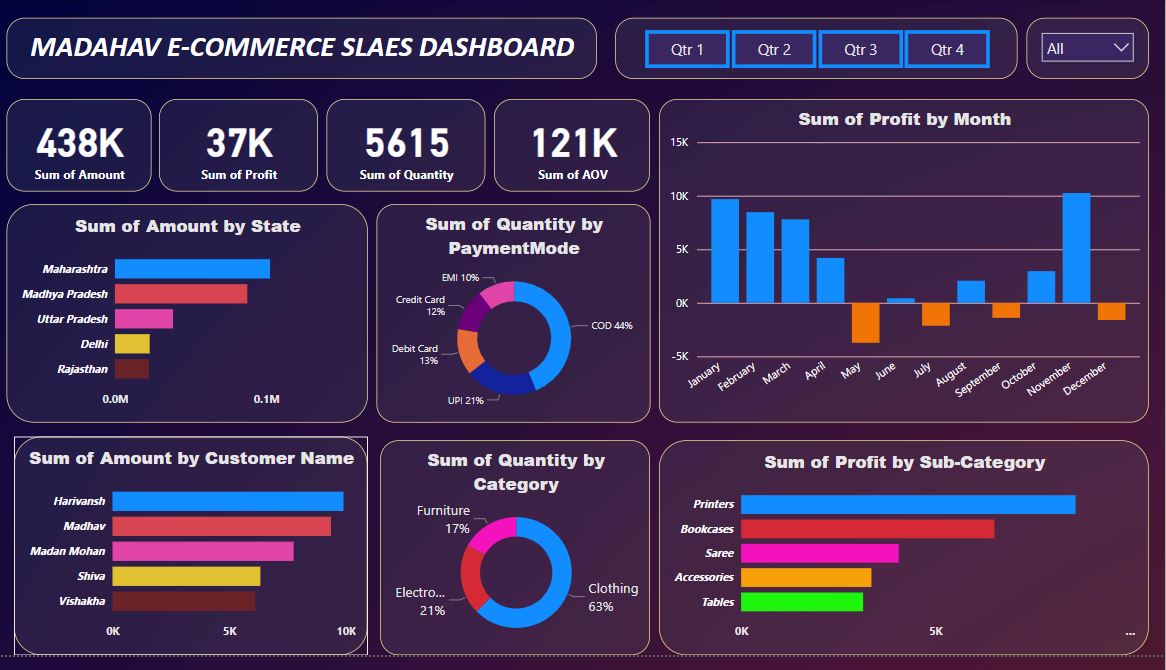 MADAHAV E-COMMERCE SLAES DASHBOARD
Qtr 1
Qtr 2
Qtr 3
Qtr 4
All
438K
Sum of Amount
37K
Sum of Profit
5615
Sum of Quantity
121K
Sum of AOV
Sum of Profit by Month
15K
10K
5K
0K
-5K
January
February
March
April
May
June
July
August
September
October
November
December
Sum of Amount by State
Maharashtra
Madhya Pradesh
Uttar Pradesh
Delhi
Rajasthan
0.0M
0.1M
Sum of Quantity by
PaymentMode
EMI 10%
Credit Card
12%
Debit Card
13%
UPI 21%
COD 44%
Sum of Amount by Customer Name
Harivansh
Madhav
Madan Mohan
Shiva
Vishakha
0K
5K
10K
Sum of Quantity by
Category
Furniture
17%
Electro...
21%
Clothing
63%
Sum of Profit by Sub-Category
Printers
Bookcases
Saree
Accessories
Tables
0K
5K
...